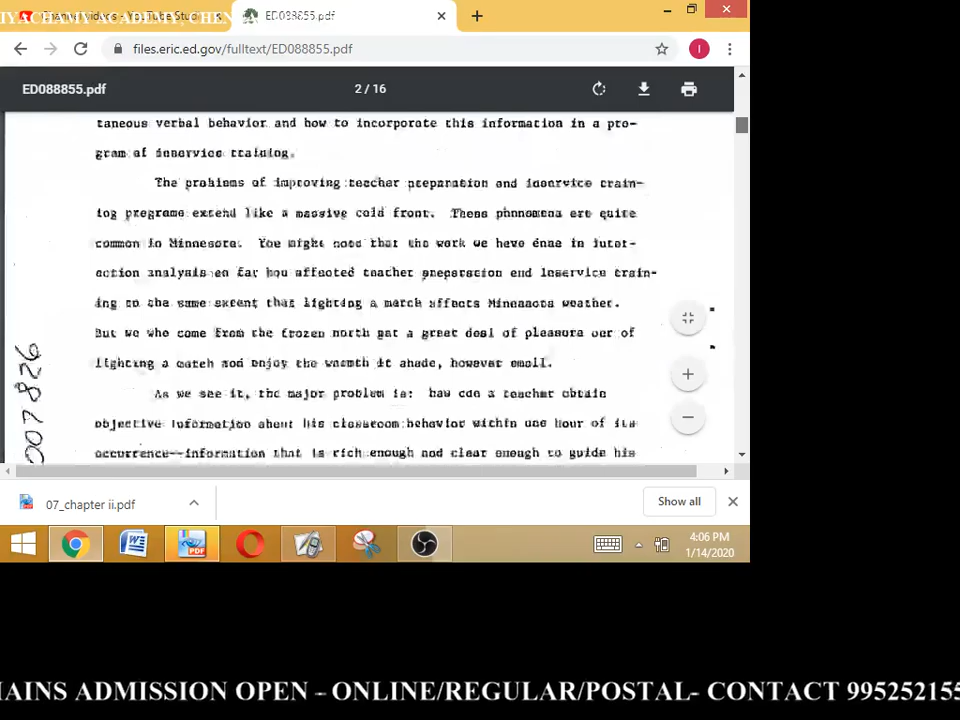 IYACHAMY ACADEMY, CHEN
Channel videos - YouTube Studi
ED088855.pdf
files.eric.ed.gov/fulltext/ED088855.pdf
I
ED088855.pdf
2 / 16
taneous verbal behavior and how to incorporate this information in a pro-
gram of inservice training.
The problems of improving teacher preparation and inservice train-
ing programs extend like a massive cold front. These phenomena are quite
common in Minnesota. You might note that the work we have done in inter-
action analysis so far has affected teacher preparation and inservice train-
ing to the same extent that lighting a match affects Minnesota weather.
But we who come from the frozen north get a great deal of pleasure out of
lighting a match and enjoy the warmth it sheds, however small.
As we see it, the major problem is: how can a teacher obtain
objective information about his classroom behavior within one hour of its
occurrence--information that is rich enough and clear enough to guide his
007826
07_chapter ii.pdf
Show all
4:06 PM
1/14/2020
MAINS ADMISSION OPEN - ONLINE/REGULAR/POSTAL- CONTACT 995252155